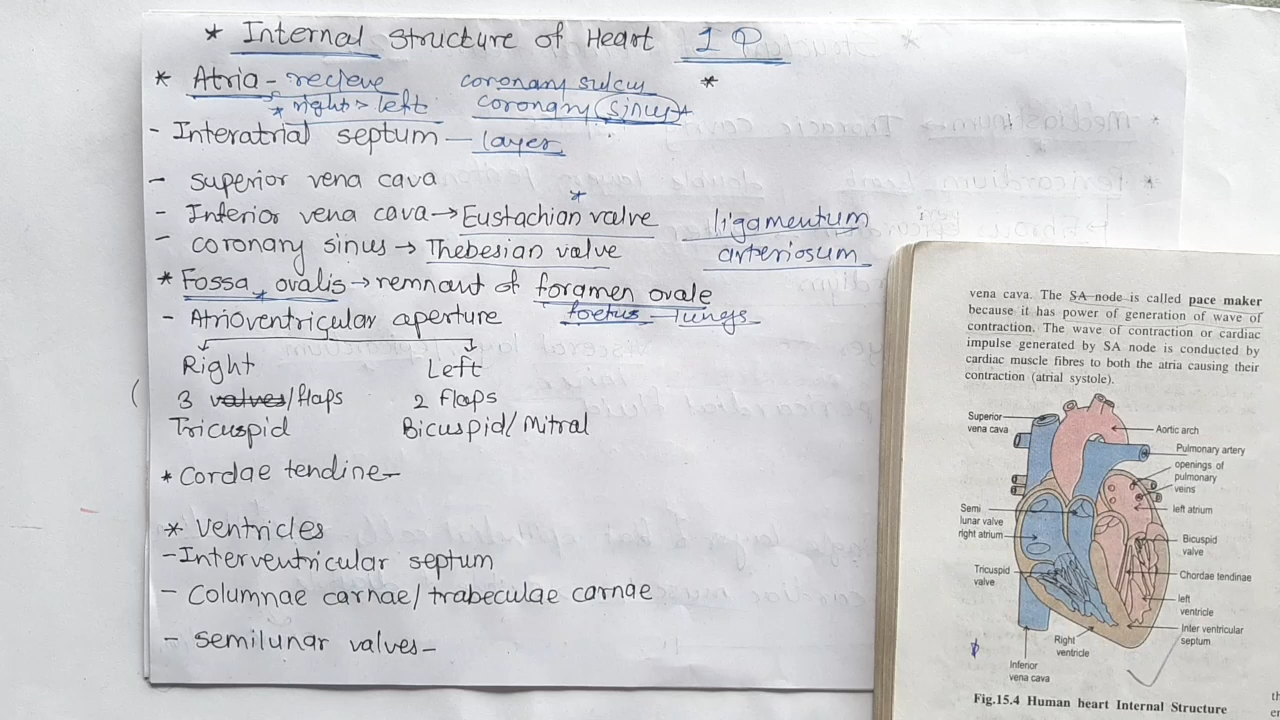 * Internal Structure of Heart 1 Q
* Atria - recieve coronary sulcus *
* right > left coronary sinus *
- Interatrial septum — layer
- superior vena cava
- Inferior vena cava → Eustachian valve * ligamentum
- coronary sinus → Thebesian valve arteriosum
* Fossa ovalis → remnant of foramen ovale
- Atrioventricular aperture foetus - lungs
Right Left
3 valves/flaps 2 flaps
Tricuspid Bicuspid/Mitral
* Cordae tendine -
* Ventricles
- Interventricular septum
- Columnae carnae/trabeculae carnae
- semilunar valves -
vena cava. The SA node is called pace maker
because it has power of generation of wave of
contraction. The wave of contraction or cardiac
impulse generated by SA node is conducted by
cardiac muscle fibres to both the atria causing their
contraction (atrial systole).
Superior
vena cava
Aortic arch
Pulmonary artery
openings of
pulmonary
veins
Semi
lunar valve
left atrium
right atrium
Bicuspid
valve
Tricuspid
valve
Chordae tendinae
left
ventricle
Inter ventricular
septum
Right
ventricle
Inferior
vena cava
Fig.15.4 Human heart Internal Structure